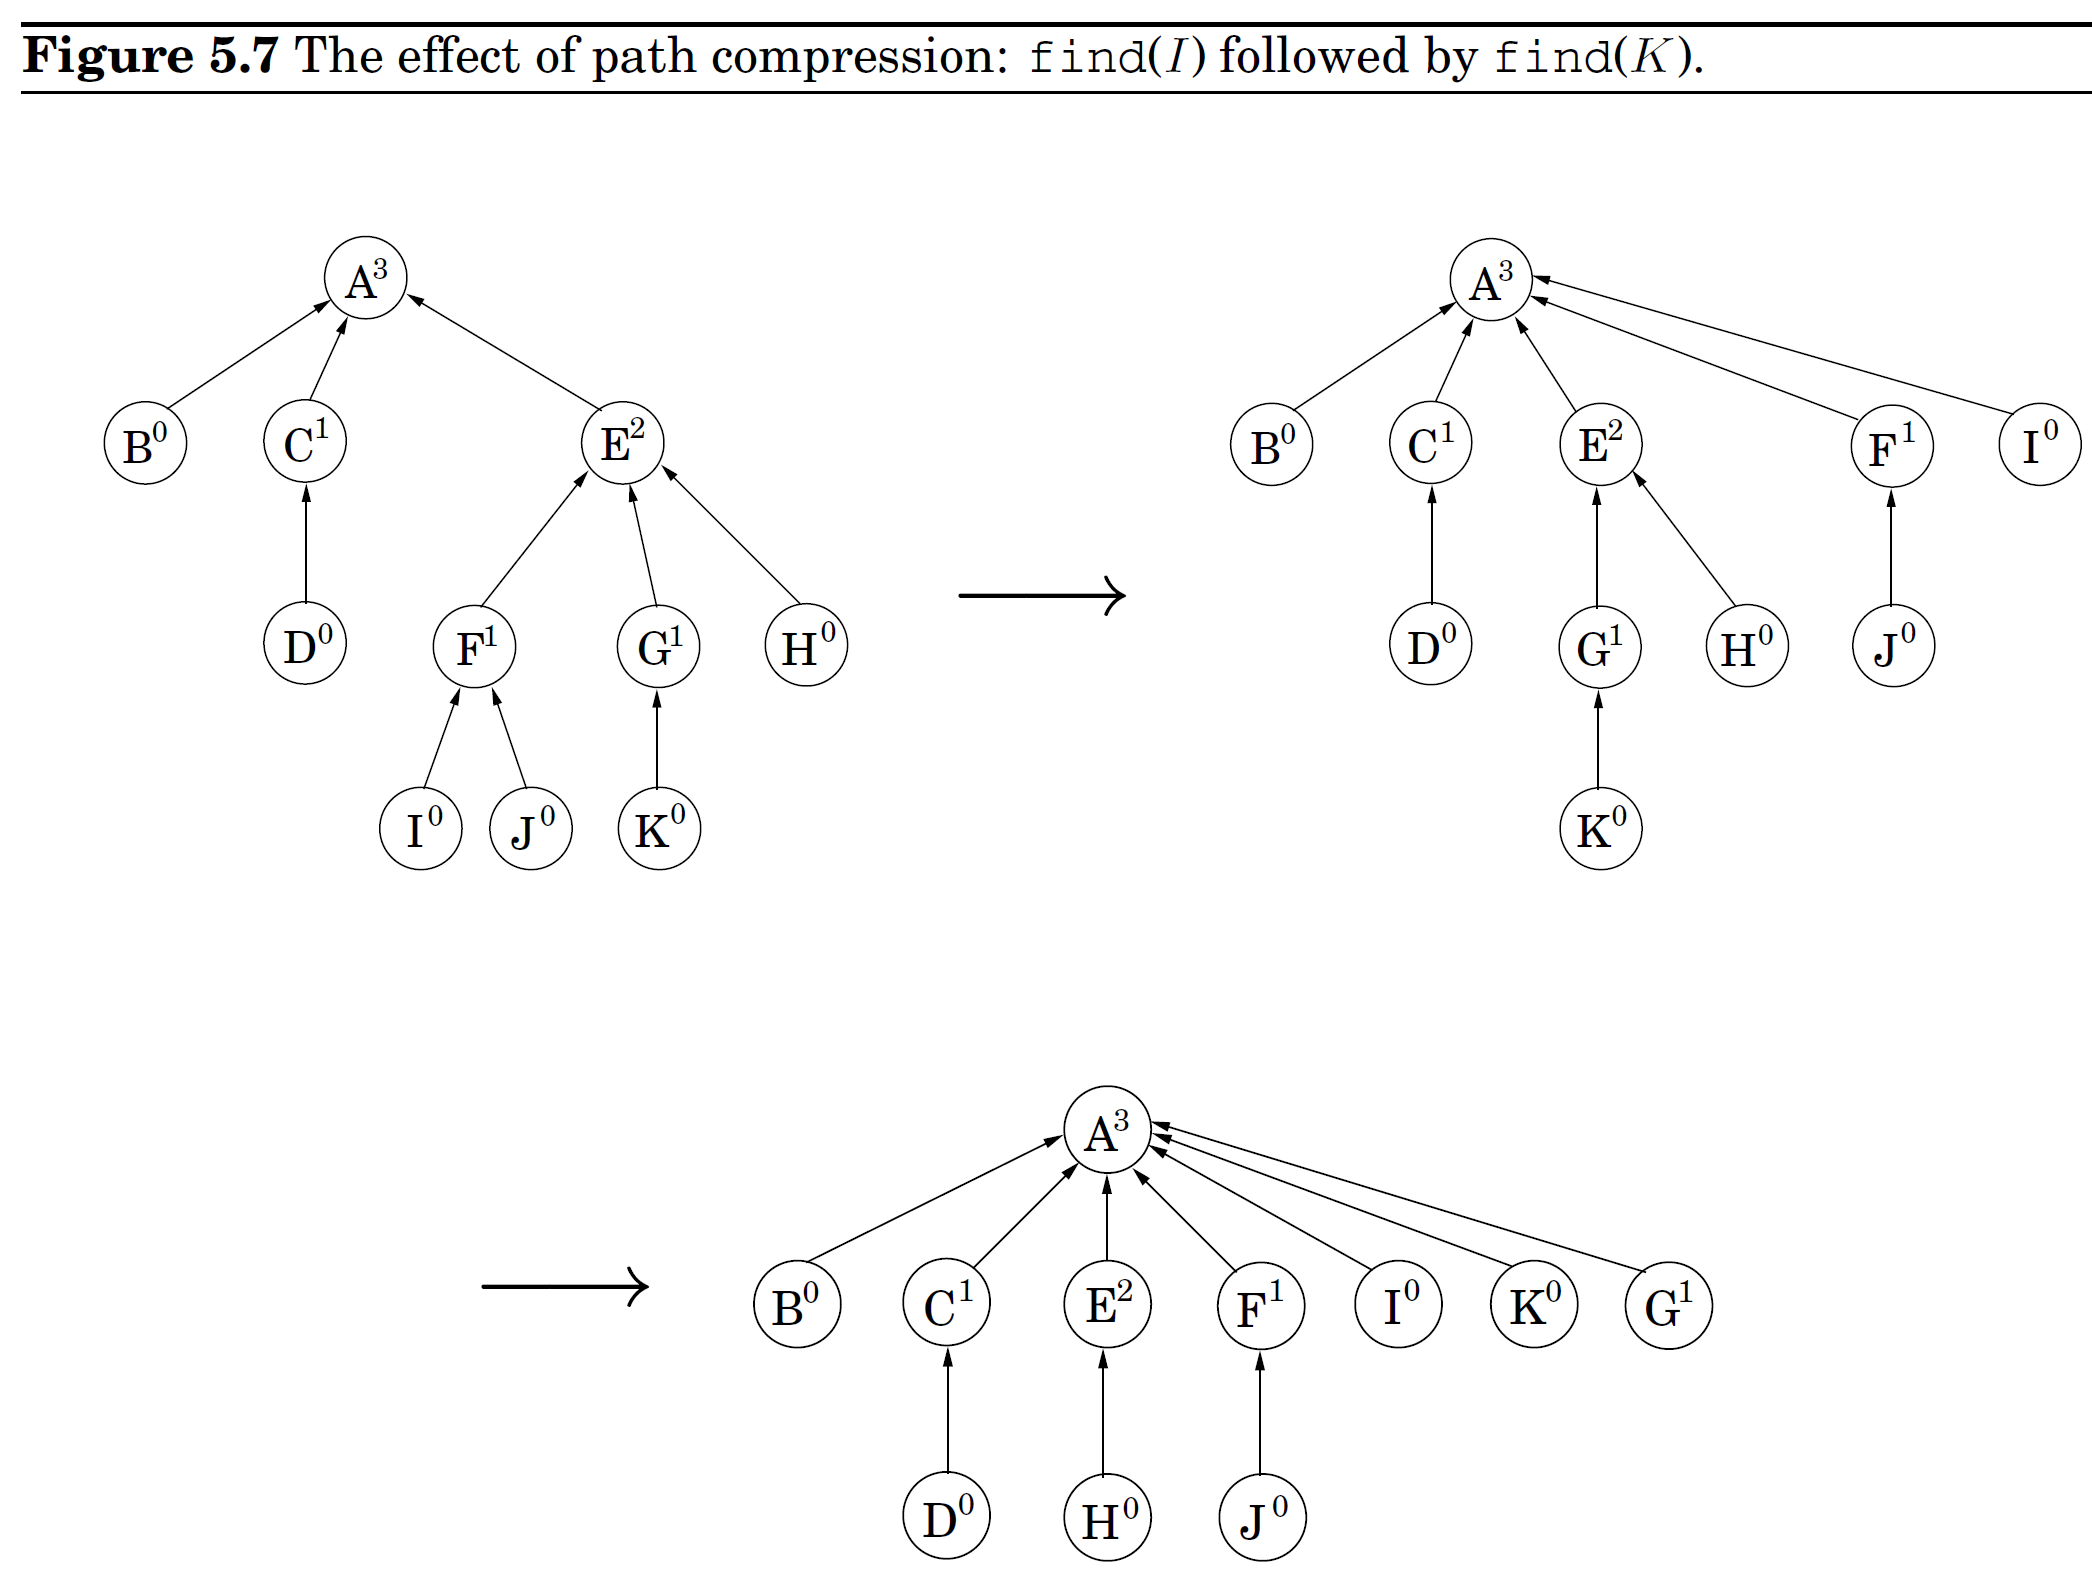 Figure 5.7 The effect of path compression: find(I) followed by find(K).
A³ A³
B⁰ C¹ E² B⁰ C¹ E² F¹ I⁰
D⁰ F¹ G¹ H⁰ D⁰ G¹ H⁰ J⁰
I⁰ J⁰ K⁰ K⁰
A³
B⁰ C¹ E² F¹ I⁰ K⁰ G¹
D⁰ H⁰ J⁰